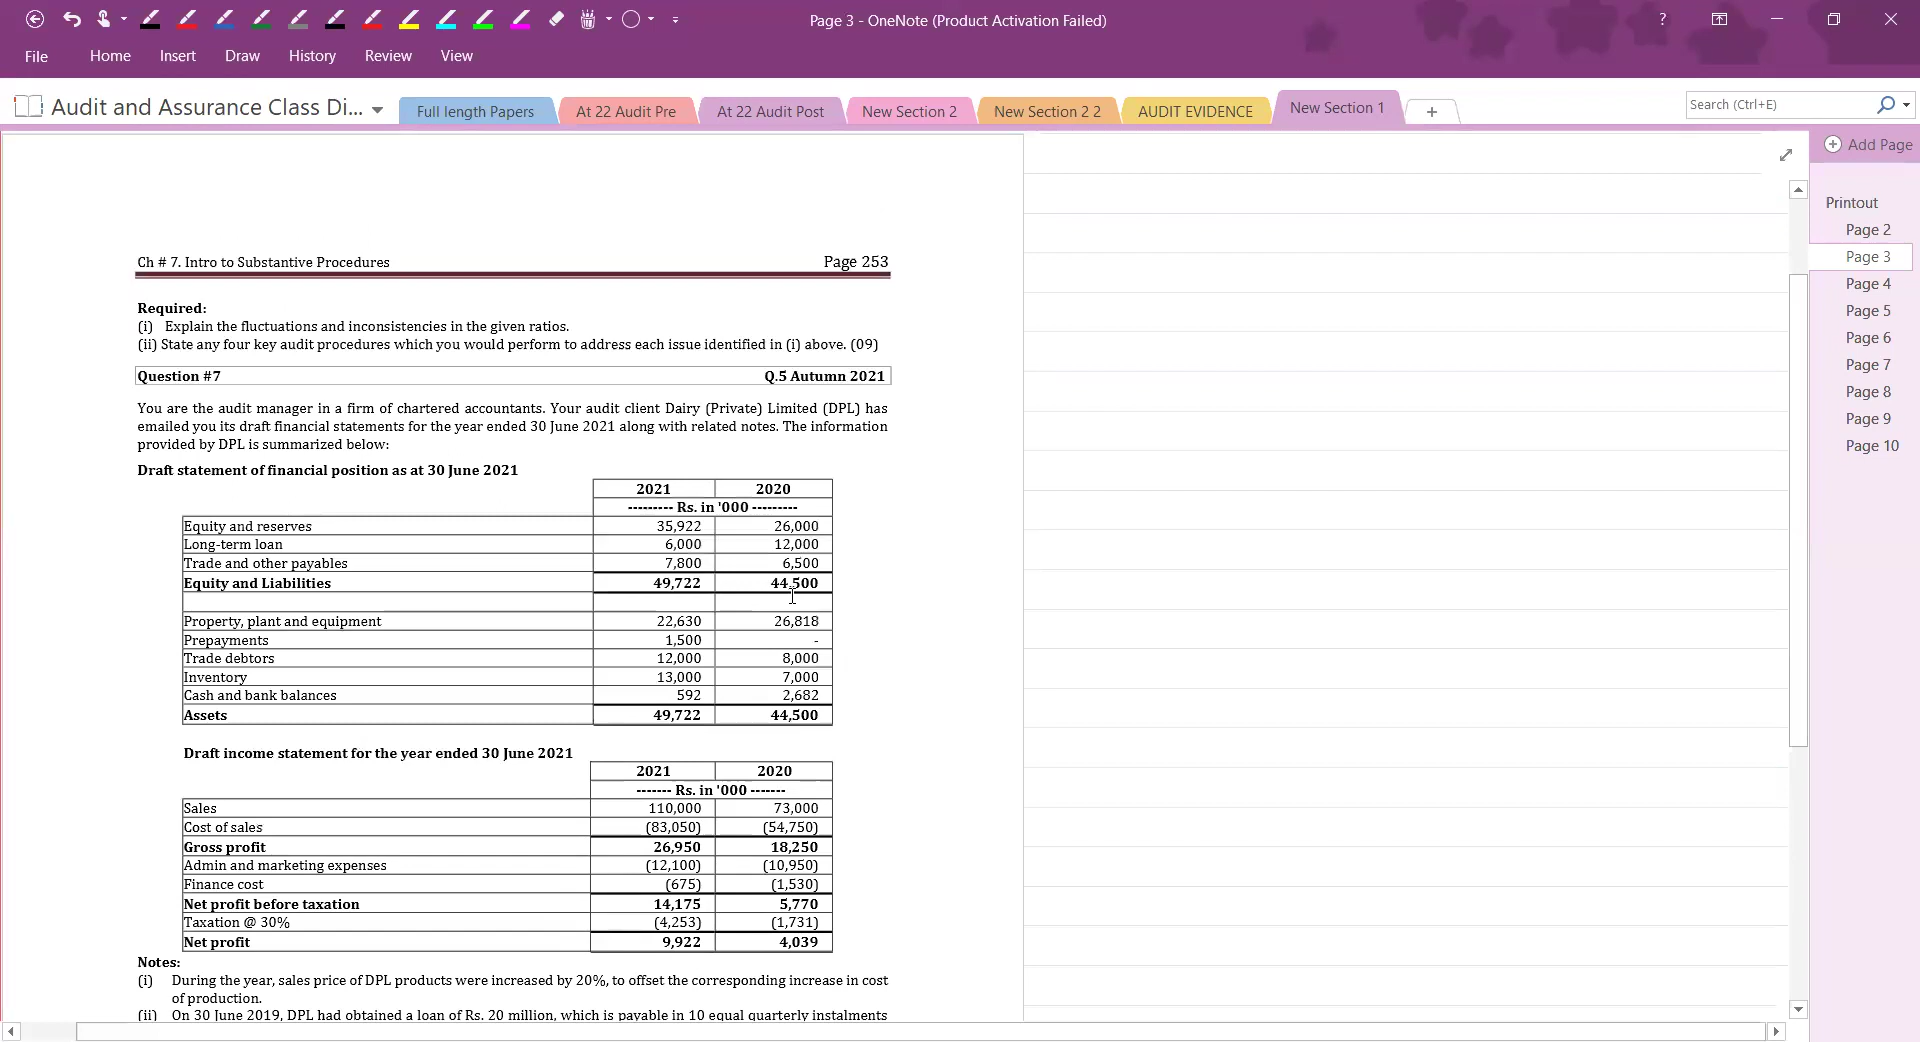 Page 3 - OneNote (Product Activation Failed)
?
File Home Insert Draw History Review View
Audit and Assurance Class Di...
Full length Papers
At 22 Audit Pre
At 22 Audit Post
New Section 2
New Section 2 2
AUDIT EVIDENCE
New Section 1
+
Search (Ctrl+E)
Add Page
Printout
Page 2
Page 3
Page 4
Page 5
Page 6
Page 7
Page 8
Page 9
Page 10
Ch # 7. Intro to Substantive Procedures Page 253
Required:
(i) Explain the fluctuations and inconsistencies in the given ratios.
(ii) State any four key audit procedures which you would perform to address each issue identified in (i) above. (09)
Question #7 Q.5 Autumn 2021
You are the audit manager in a firm of chartered accountants. Your audit client Dairy (Private) Limited (DPL) has
emailed you its draft financial statements for the year ended 30 June 2021 along with related notes. The information
provided by DPL is summarized below:
Draft statement of financial position as at 30 June 2021
2021 2020
--------- Rs. in '000 ---------
Equity and reserves 35,922 26,000
Long-term loan 6,000 12,000
Trade and other payables 7,800 6,500
Equity and Liabilities 49,722 44,500
Property, plant and equipment 22,630 26,818
Prepayments 1,500 -
Trade debtors 12,000 8,000
Inventory 13,000 7,000
Cash and bank balances 592 2,682
Assets 49,722 44,500
Draft income statement for the year ended 30 June 2021
2021 2020
------- Rs. in '000 -------
Sales 110,000 73,000
Cost of sales (83,050) (54,750)
Gross profit 26,950 18,250
Admin and marketing expenses (12,100) (10,950)
Finance cost (675) (1,530)
Net profit before taxation 14,175 5,770
Taxation @ 30% (4,253) (1,731)
Net profit 9,922 4,039
Notes:
(i) During the year, sales price of DPL products were increased by 20%, to offset the corresponding increase in cost
of production.
(ii) On 30 June 2019, DPL had obtained a loan of Rs. 20 million, which is payable in 10 equal quarterly instalments